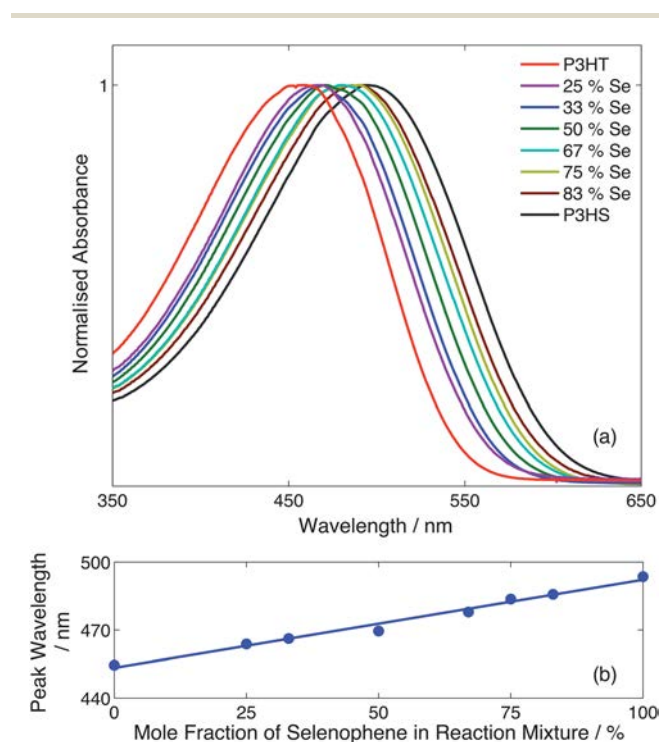 1
P3HT
25 % Se
33 % Se
50 % Se
67 % Se
75 % Se
83 % Se
P3HS
Normalised Absorbance
(a)
350 450 550 650
Wavelength / nm
500
470
440
Peak Wavelength
/ nm
(b)
0 25 50 75 100
Mole Fraction of Selenophene in Reaction Mixture / %